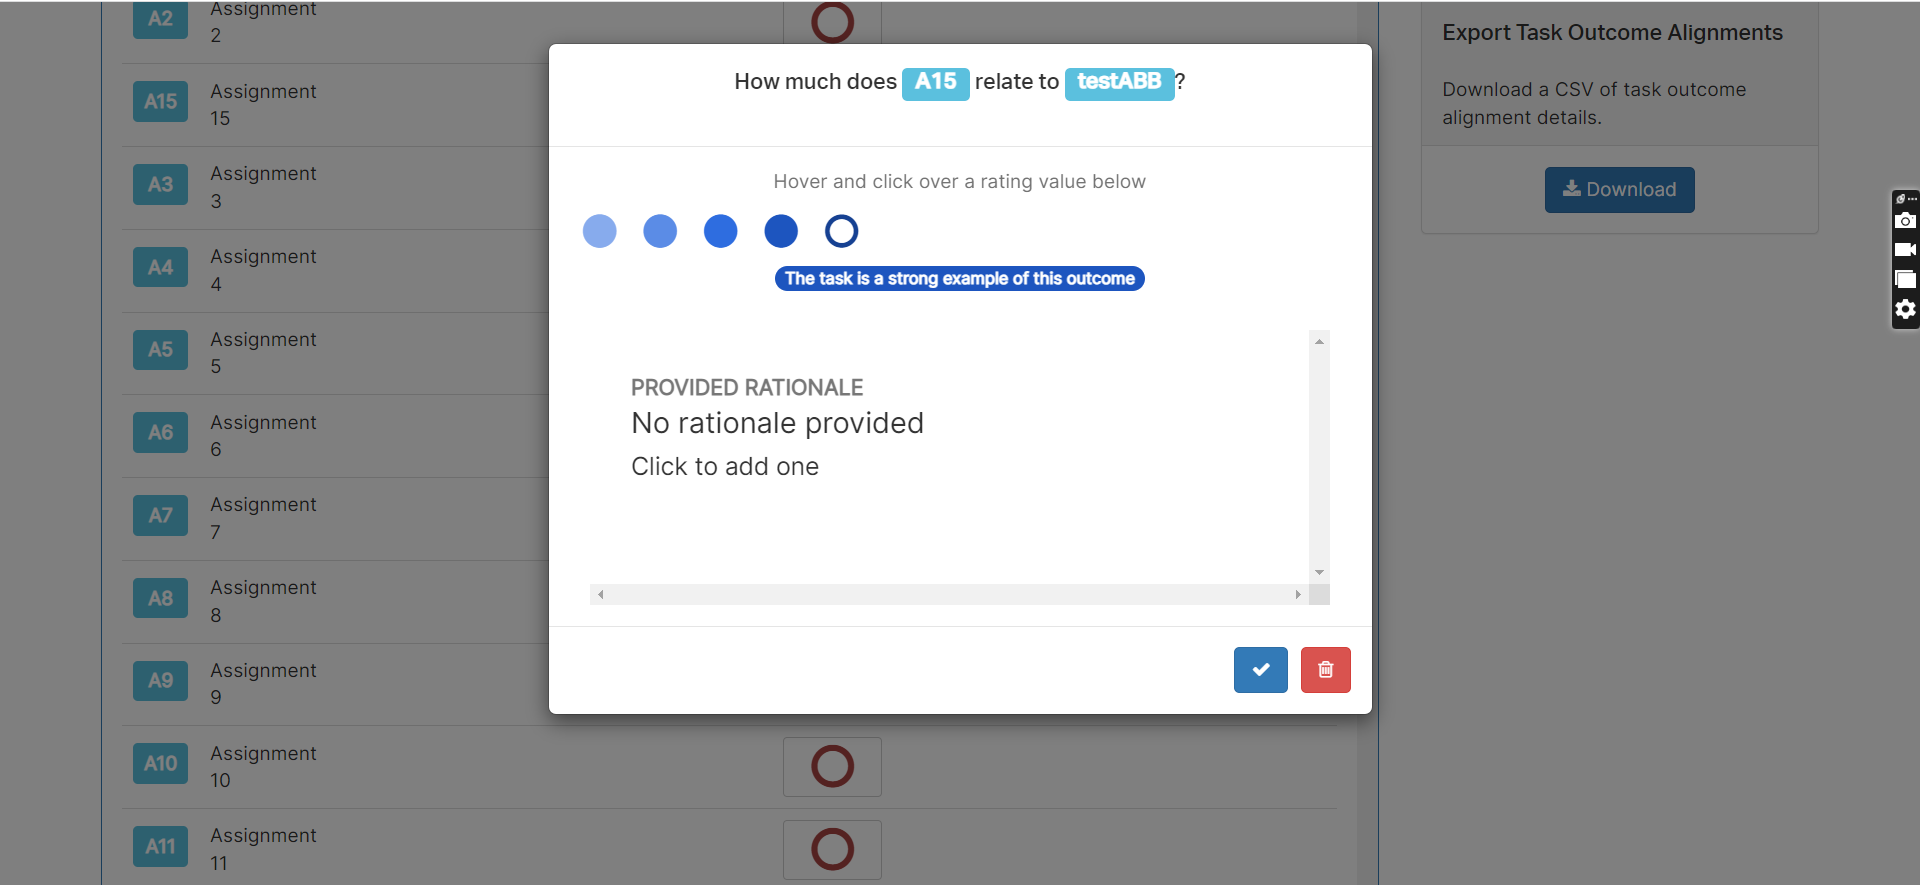 A2 Assignment
2
A15 Assignment
15
A3 Assignment
3
A4 Assignment
4
A5 Assignment
5
A6 Assignment
6
A7 Assignment
7
A8 Assignment
8
A9 Assignment
9
A10 Assignment
10
A11 Assignment
11
How much does A15 relate to testABB ?
Hover and click over a rating value below
The task is a strong example of this outcome
PROVIDED RATIONALE
No rationale provided
Click to add one
Export Task Outcome Alignments
Download a CSV of task outcome
alignment details.
Download